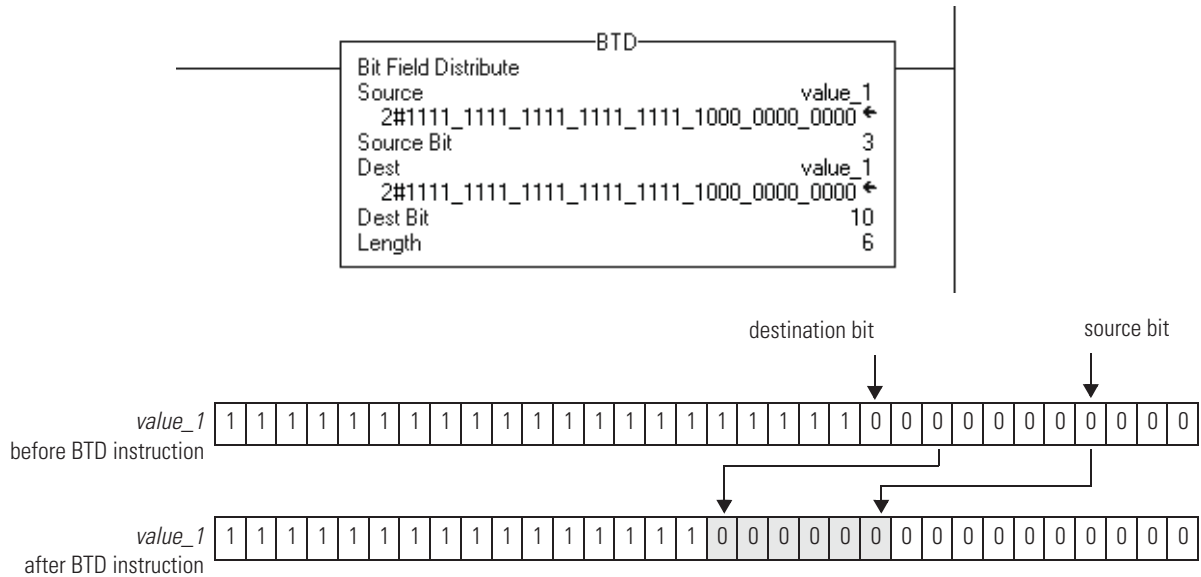 BTD
Bit Field Distribute
Source value_1
2#1111_1111_1111_1111_1111_1000_0000_0000
Source Bit 3
Dest value_1
2#1111_1111_1111_1111_1111_1000_0000_0000
Dest Bit 10
Length 6
destination bit source bit
value_1 1 1 1 1 1 1 1 1 1 1 1 1 1 1 1 1 1 1 1 1 1 0 0 0 0 0 0 0 0 0 0 0
before BTD instruction
value_1 1 1 1 1 1 1 1 1 1 1 1 1 1 1 1 1 0 0 0 0 0 0 0 0 0 0 0 0 0 0 0 0
after BTD instruction